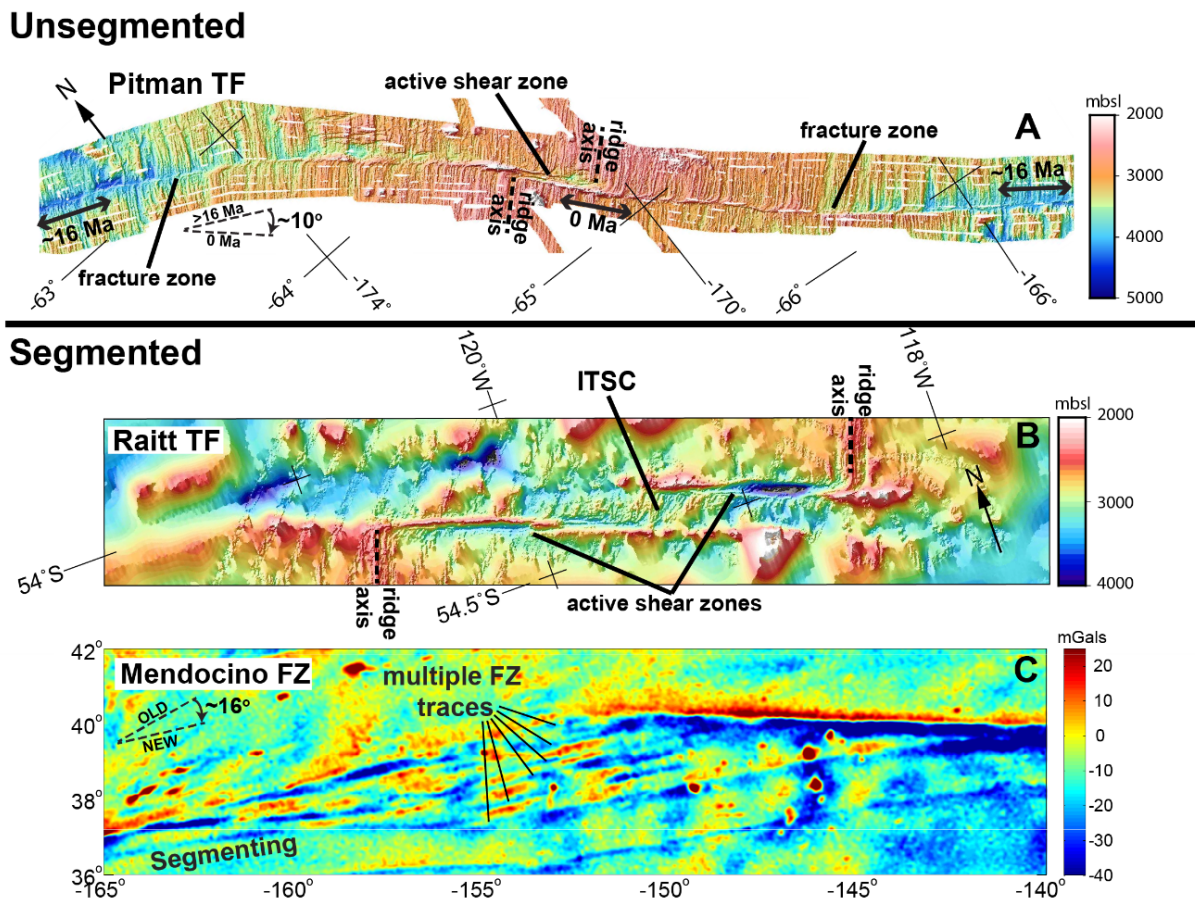 Unsegmented
Pitman TF
N
active shear zone
ridge
axis
fracture zone
A
mbsl
2000
3000
4000
5000
~16 Ma
fracture zone
>16 Ma
0 Ma
~10°
ridge
axis
0 Ma
~16 Ma
-63°
-64°
-174°
-65°
-170°
-66°
-166°
Segmented
120°W
ITSC
118°W
ridge
axis
Raitt TF
B
N
mbsl
2000
3000
4000
54°S
ridge
axis
54.5°S
active shear zones
42°
40°
38°
36°
Mendocino FZ
OLD
NEW
~16°
multiple FZ
traces
Segmenting
C
mGals
20
10
0
-10
-20
-30
-40
-165°
-160°
-155°
-150°
-145°
-140°